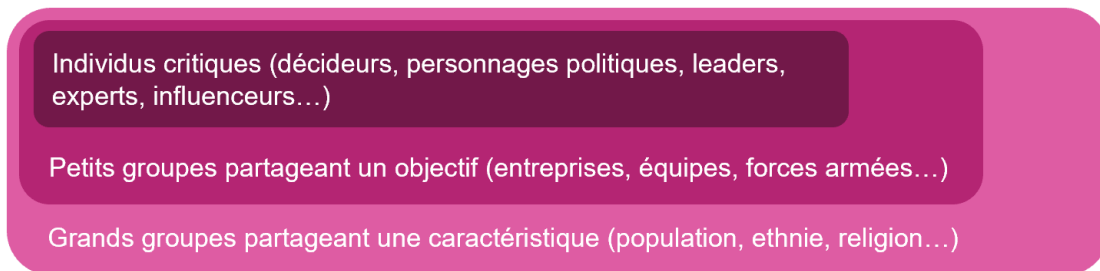 Individus critiques (décideurs, personnages politiques, leaders,
experts, influenceurs…)
Petits groupes partageant un objectif (entreprises, équipes, forces armées…)
Grands groupes partageant une caractéristique (population, ethnie, religion…)